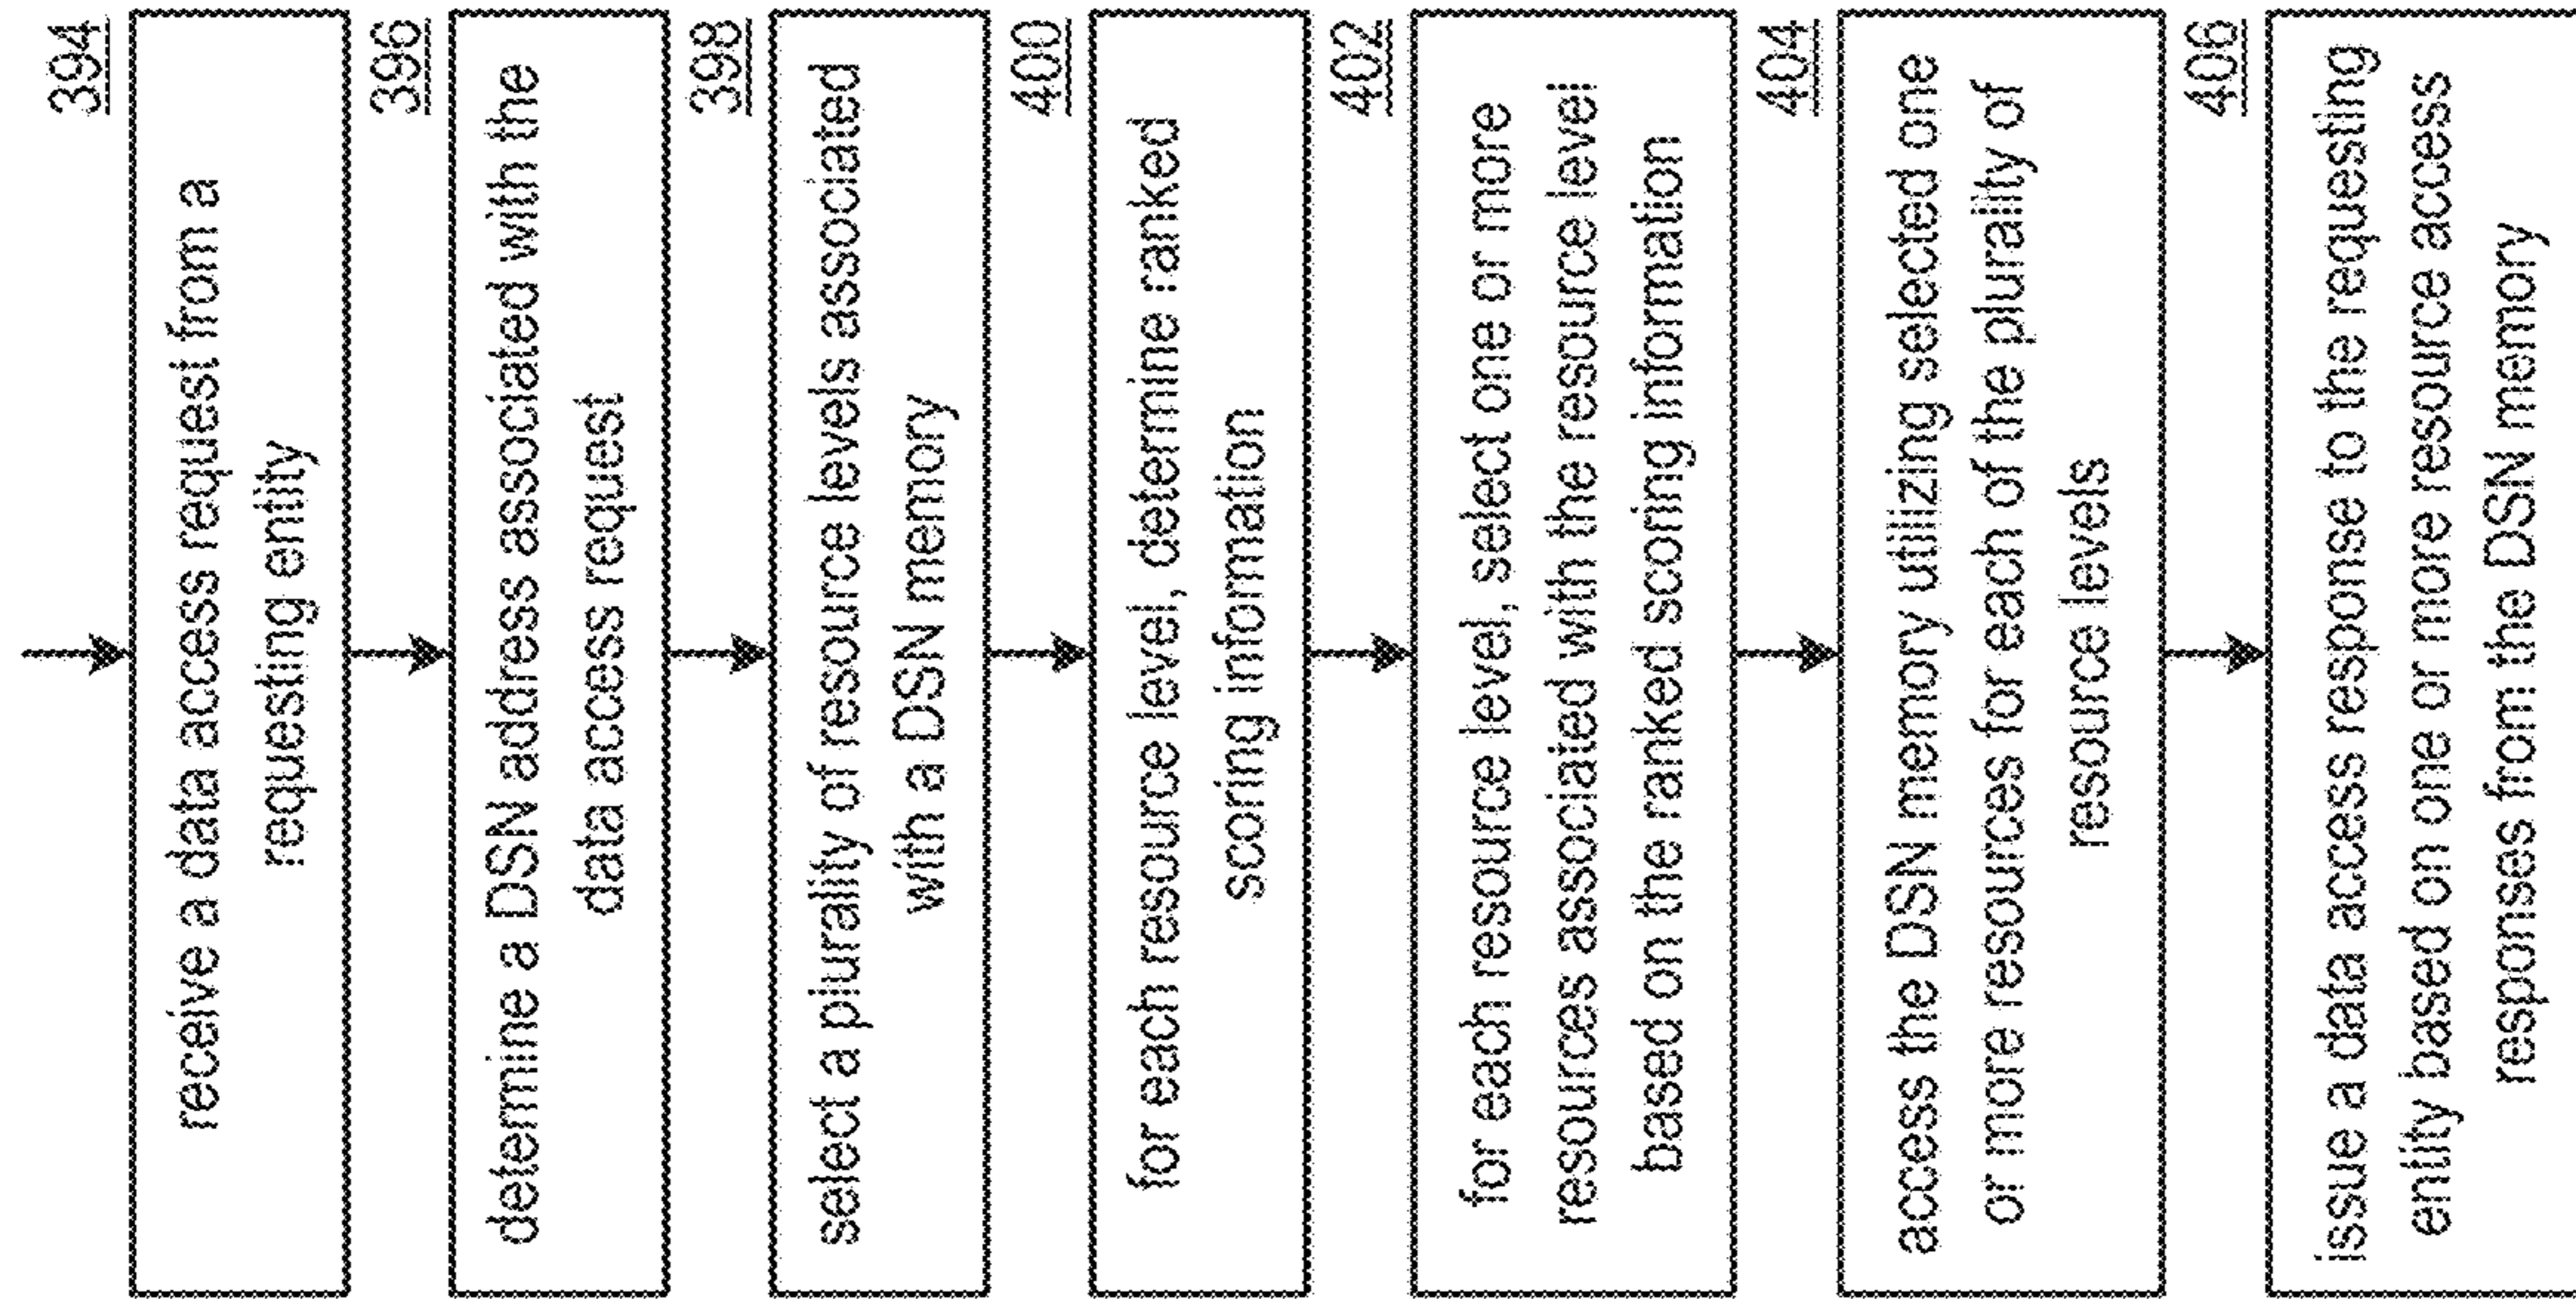 394
receive a data access request from a
requesting entity
396
determine a DSN address associated with the
data access request
398
select a plurality of resource levels associated
with a DSN memory
400
for each resource level, determine ranked
scoring information
402
for each resource level, select one or more
resources associated with the resource level
based on the ranked scoring information
404
access the DSN memory utilizing selected one
or more resources for each of the plurality of
resource levels
406
issue a data access response to the requesting
entity based on one or more resource access
responses from the DSN memory